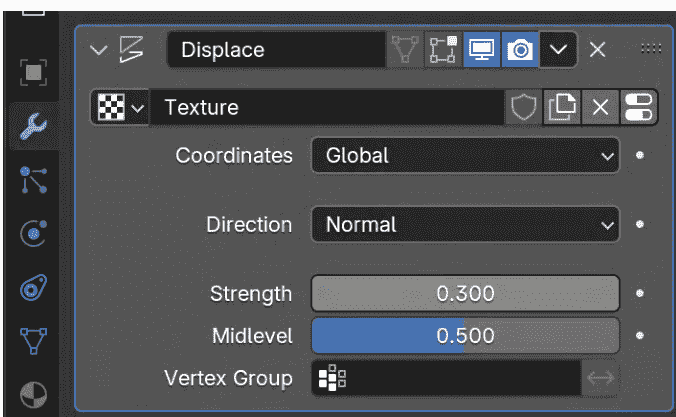 Displace
Texture
Coordinates Global
Direction Normal
Strength 0.300
Midlevel 0.500
Vertex Group